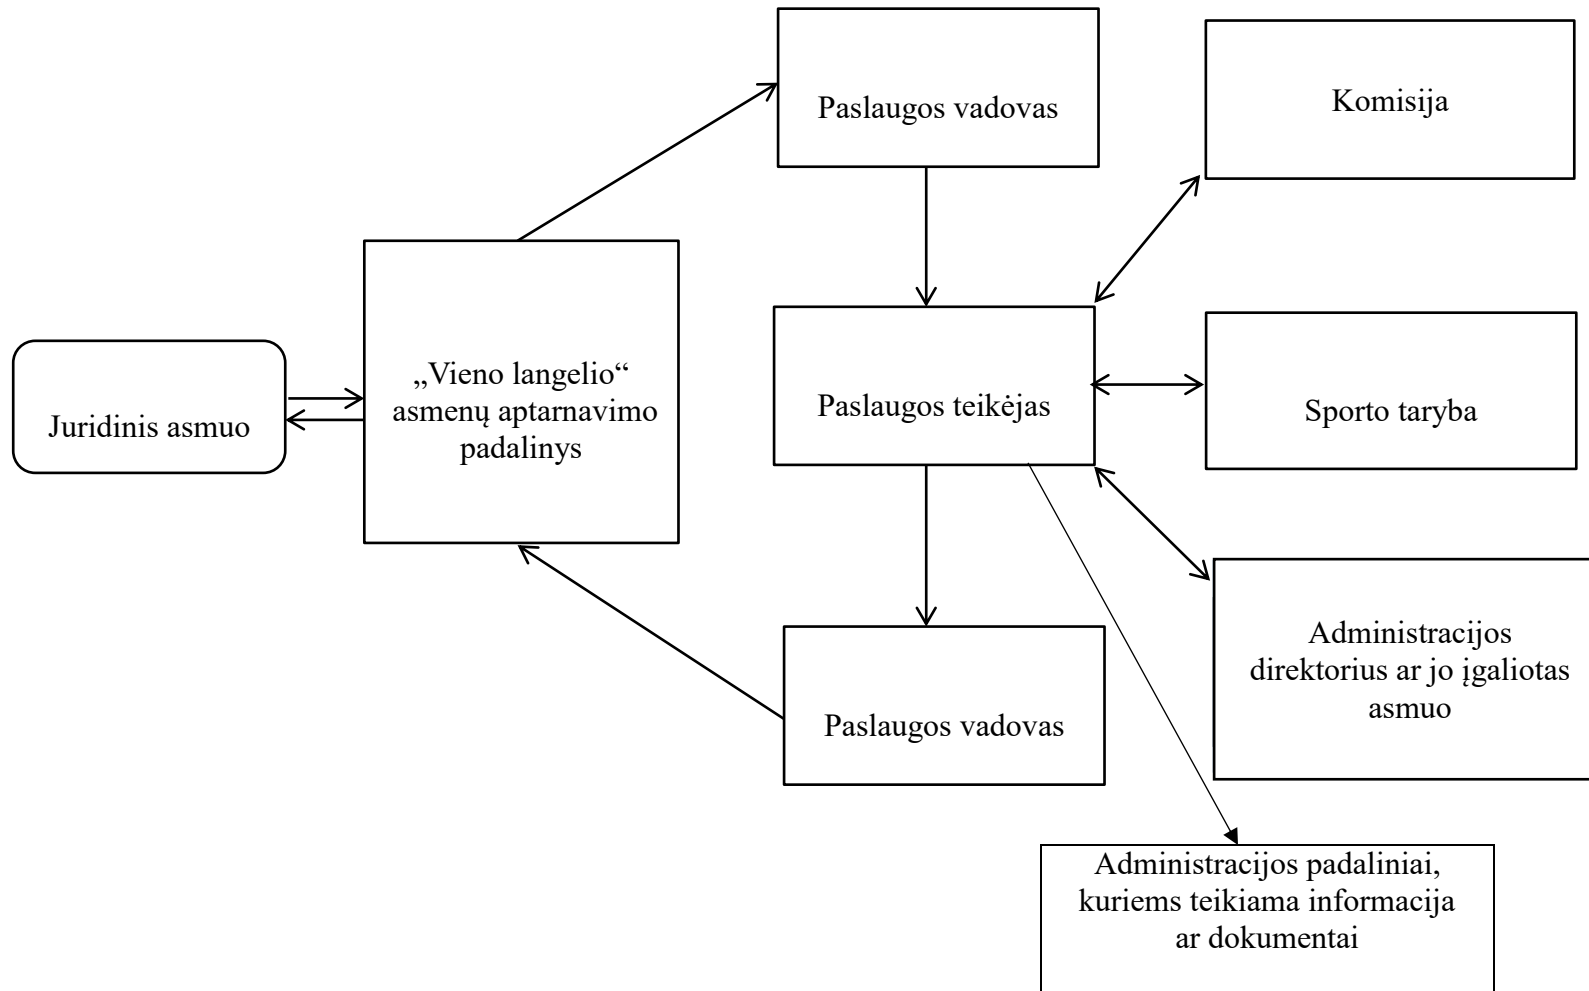 Paslaugos vadovas
Komisija
Juridinis asmuo
„Vieno langelio“
asmenų aptarnavimo
padalinys
Paslaugos teikėjas
Sporto taryba
Administracijos
direktorius ar jo įgaliotas
asmuo
Paslaugos vadovas
Administracijos padaliniai,
kuriems teikiama informacija
ar dokumentai